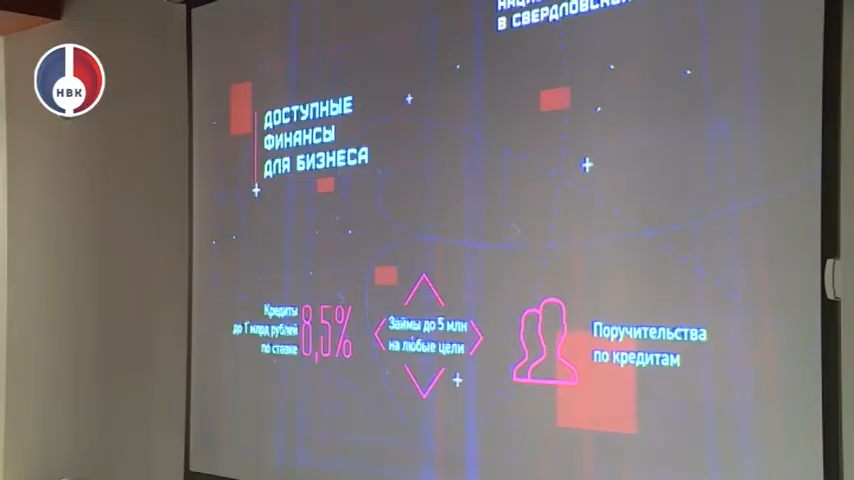 НВК
В СВЕРДЛОВСКОЙ
ДОСТУПНЫЕ
ФИНАНСЫ
ДЛЯ БИЗНЕСА
Кредиты
до 1 млрд рублей
по ставке
8,5%
Займы до 5 млн
на любые цели
Поручительства
по кредитам